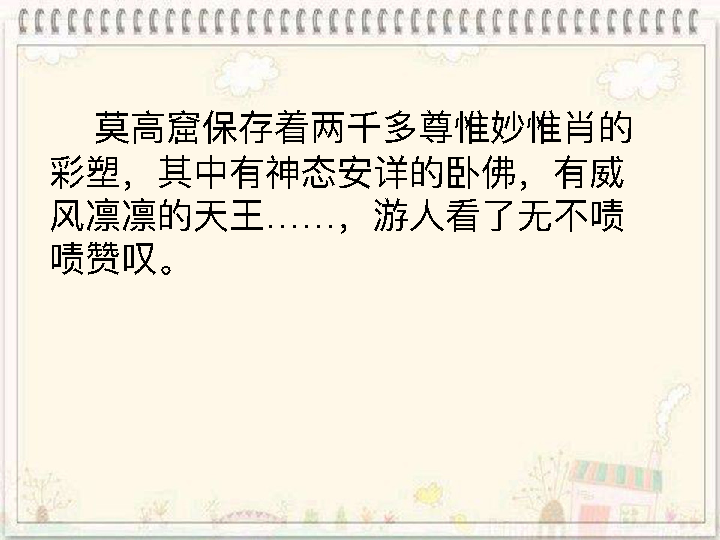 莫高窟保存着两千多尊惟妙惟肖的
彩塑，其中有神态安详的卧佛，有威
风凛凛的天王……，游人看了无不啧
啧赞叹。